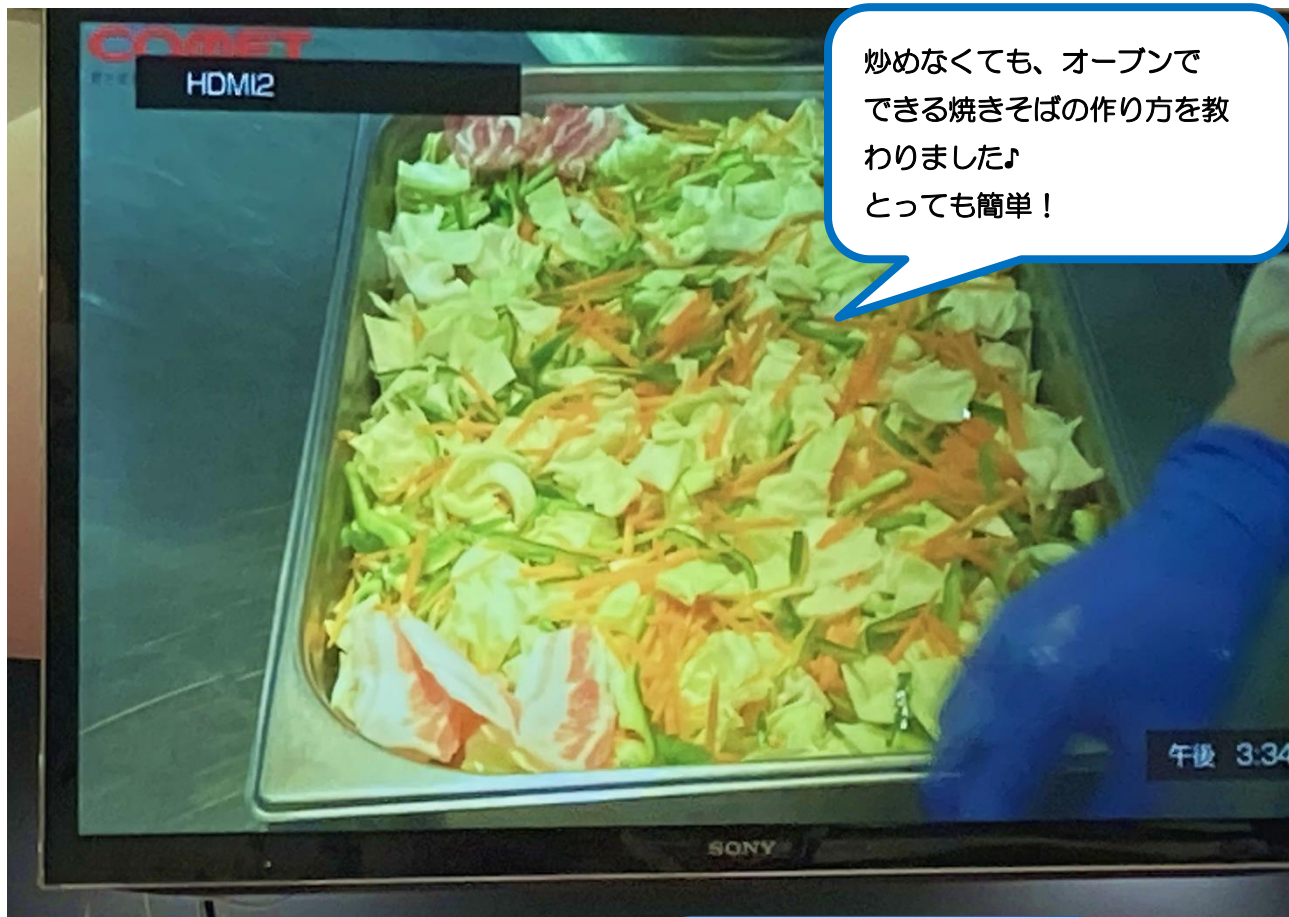 COMET
HDMI2
炒めなくても、オーブンで
できる焼きそばの作り方を教
わりました♪
とっても簡単！
午後 3:34
SONY